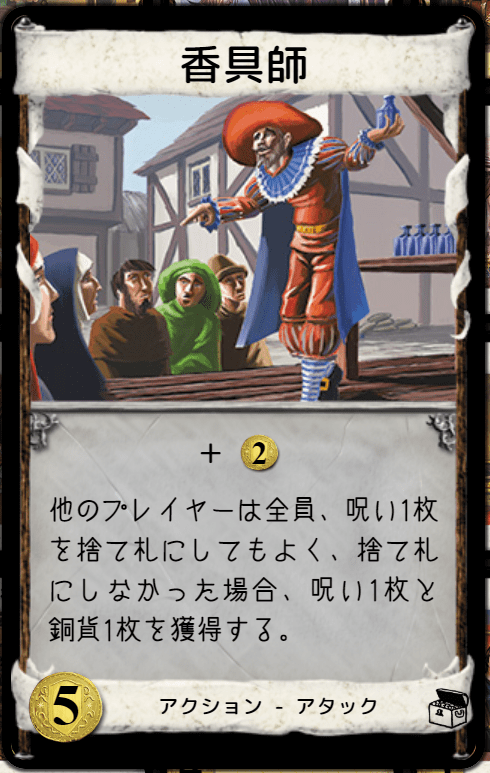 香具師
+ 2
他のプレイヤーは全員、呪い1枚
を捨て札にしてもよく、捨て札
にしなかった場合、呪い1枚と
銅貨1枚を獲得する。
5 アクション - アタック